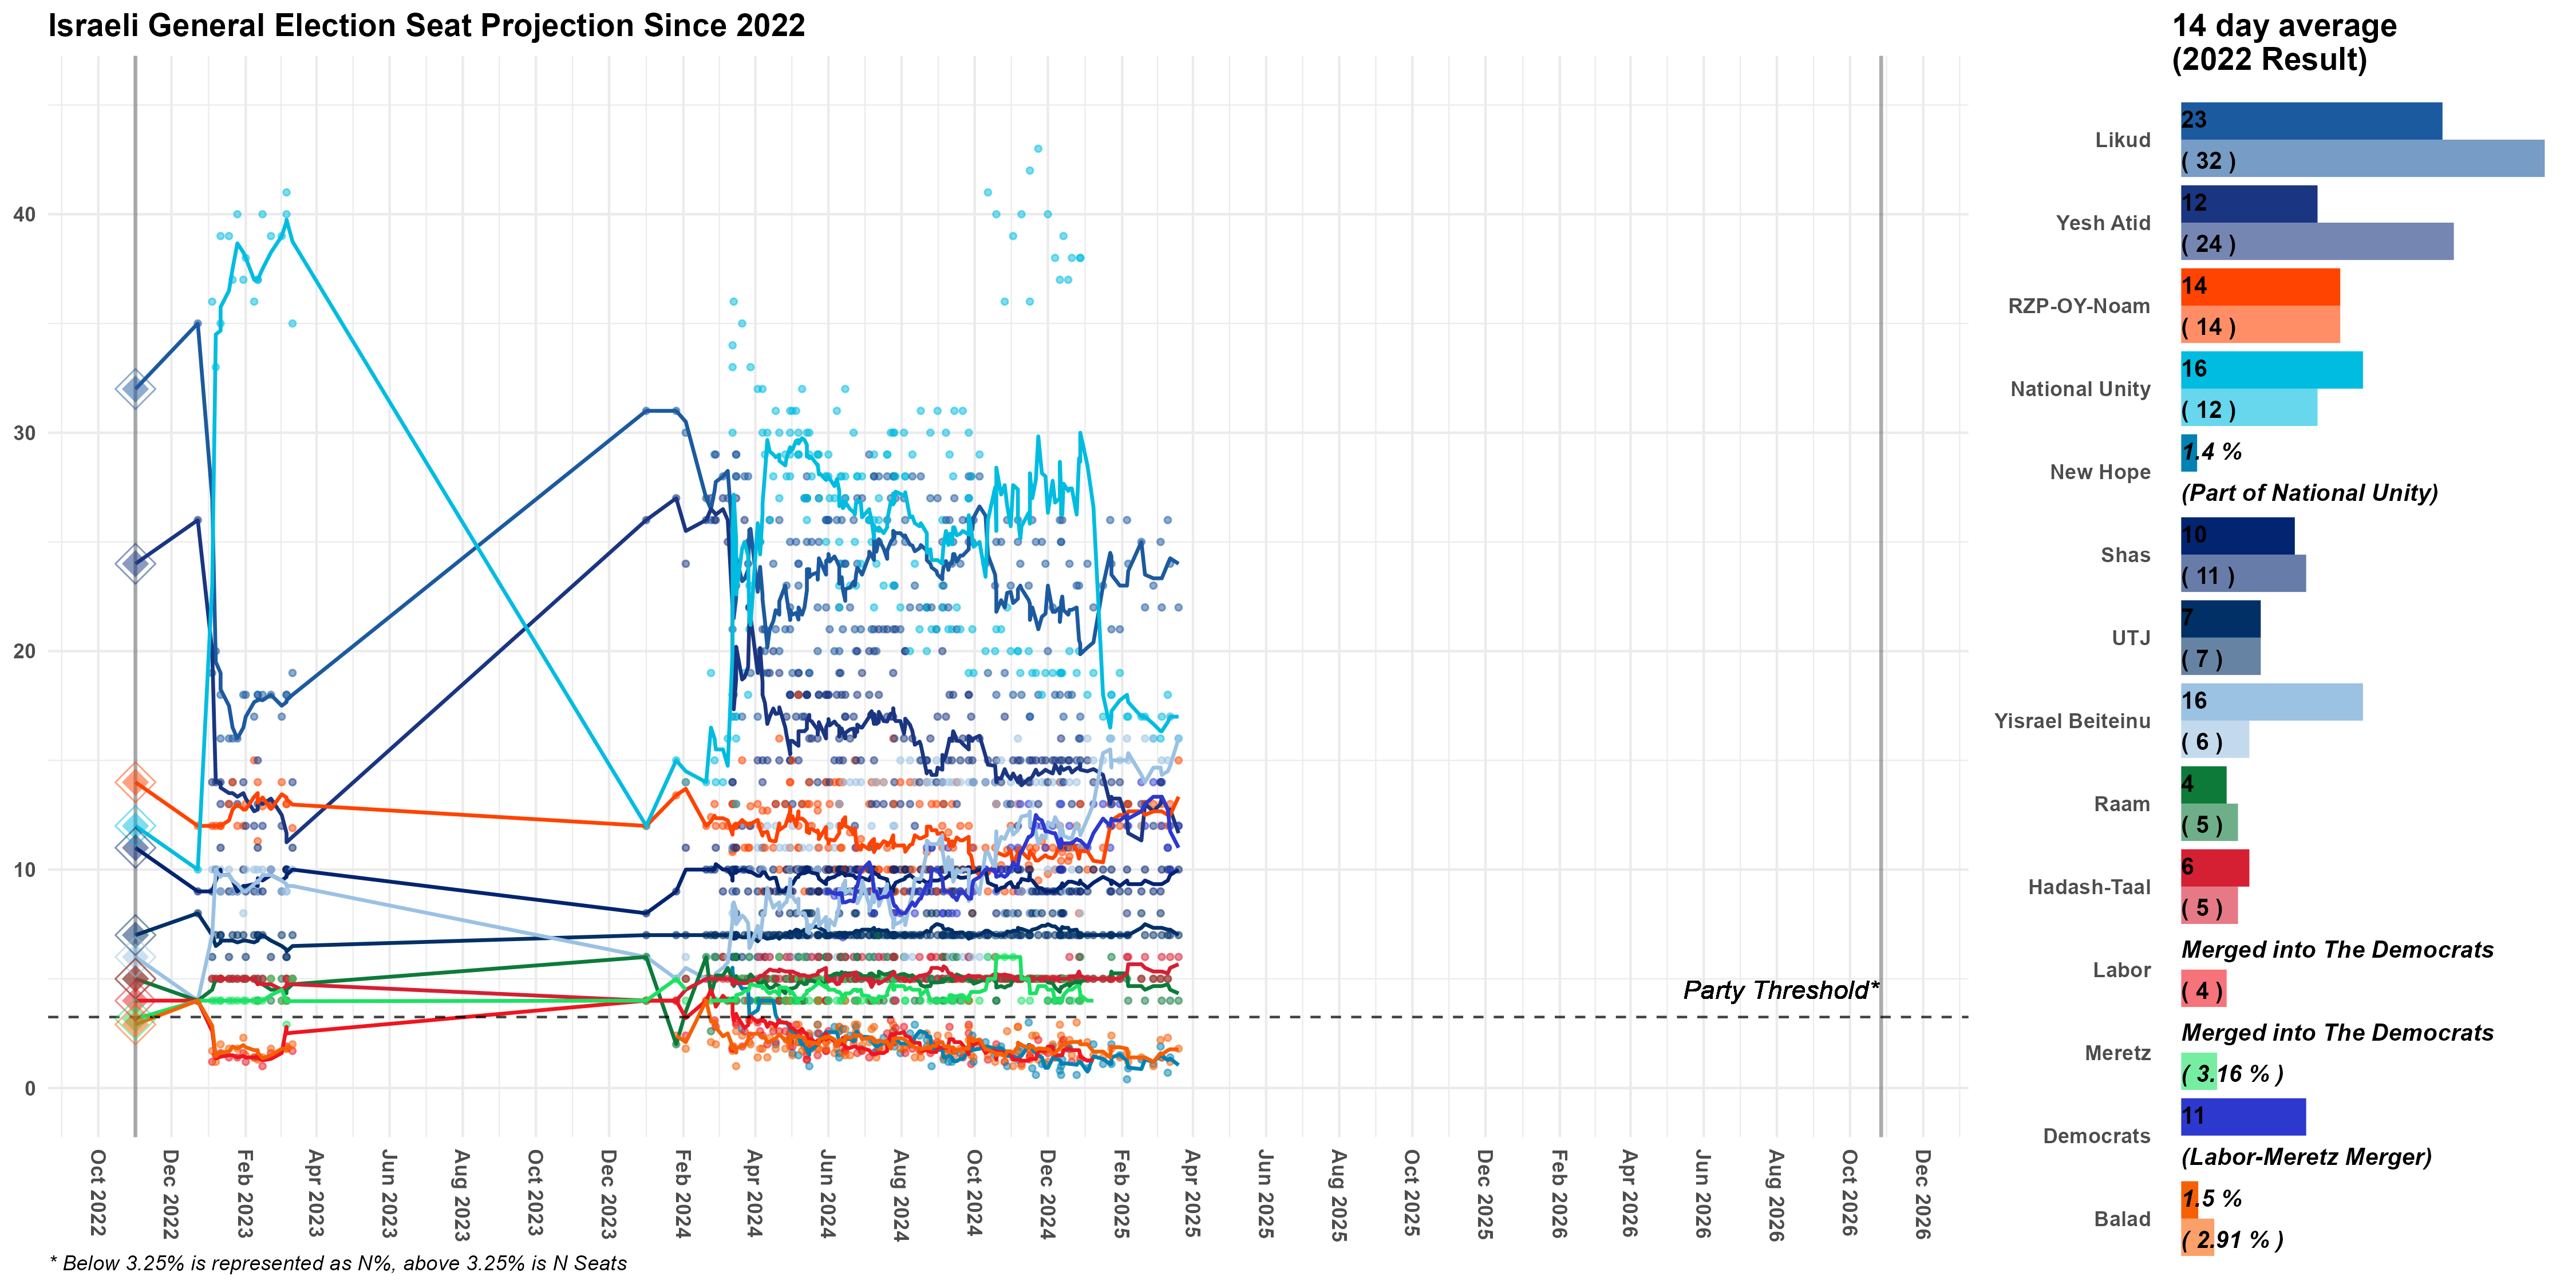 Israeli General Election Seat Projection Since 2022
14 day average
(2022 Result)
40
30
20
10
0
Party Threshold*
Oct 2022
Dec 2022
Feb 2023
Apr 2023
Jun 2023
Aug 2023
Oct 2023
Dec 2023
Feb 2024
Apr 2024
Jun 2024
Aug 2024
Oct 2024
Dec 2024
Feb 2025
Apr 2025
Jun 2025
Aug 2025
Oct 2025
Dec 2025
Feb 2026
Apr 2026
Jun 2026
Aug 2026
Oct 2026
Dec 2026
* Below 3.25% is represented as N%, above 3.25% is N Seats
Likud
23
( 32 )
Yesh Atid
12
( 24 )
RZP-OY-Noam
14
( 14 )
National Unity
16
( 12 )
New Hope
1.4 %
(Part of National Unity)
Shas
10
( 11 )
UTJ
7
( 7 )
Yisrael Beiteinu
16
( 6 )
Raam
4
( 5 )
Hadash-Taal
6
( 5 )
Labor
Merged into The Democrats
( 4 )
Meretz
Merged into The Democrats
( 3.16 % )
Democrats
11
(Labor-Meretz Merger)
Balad
1.5 %
( 2.91 % )